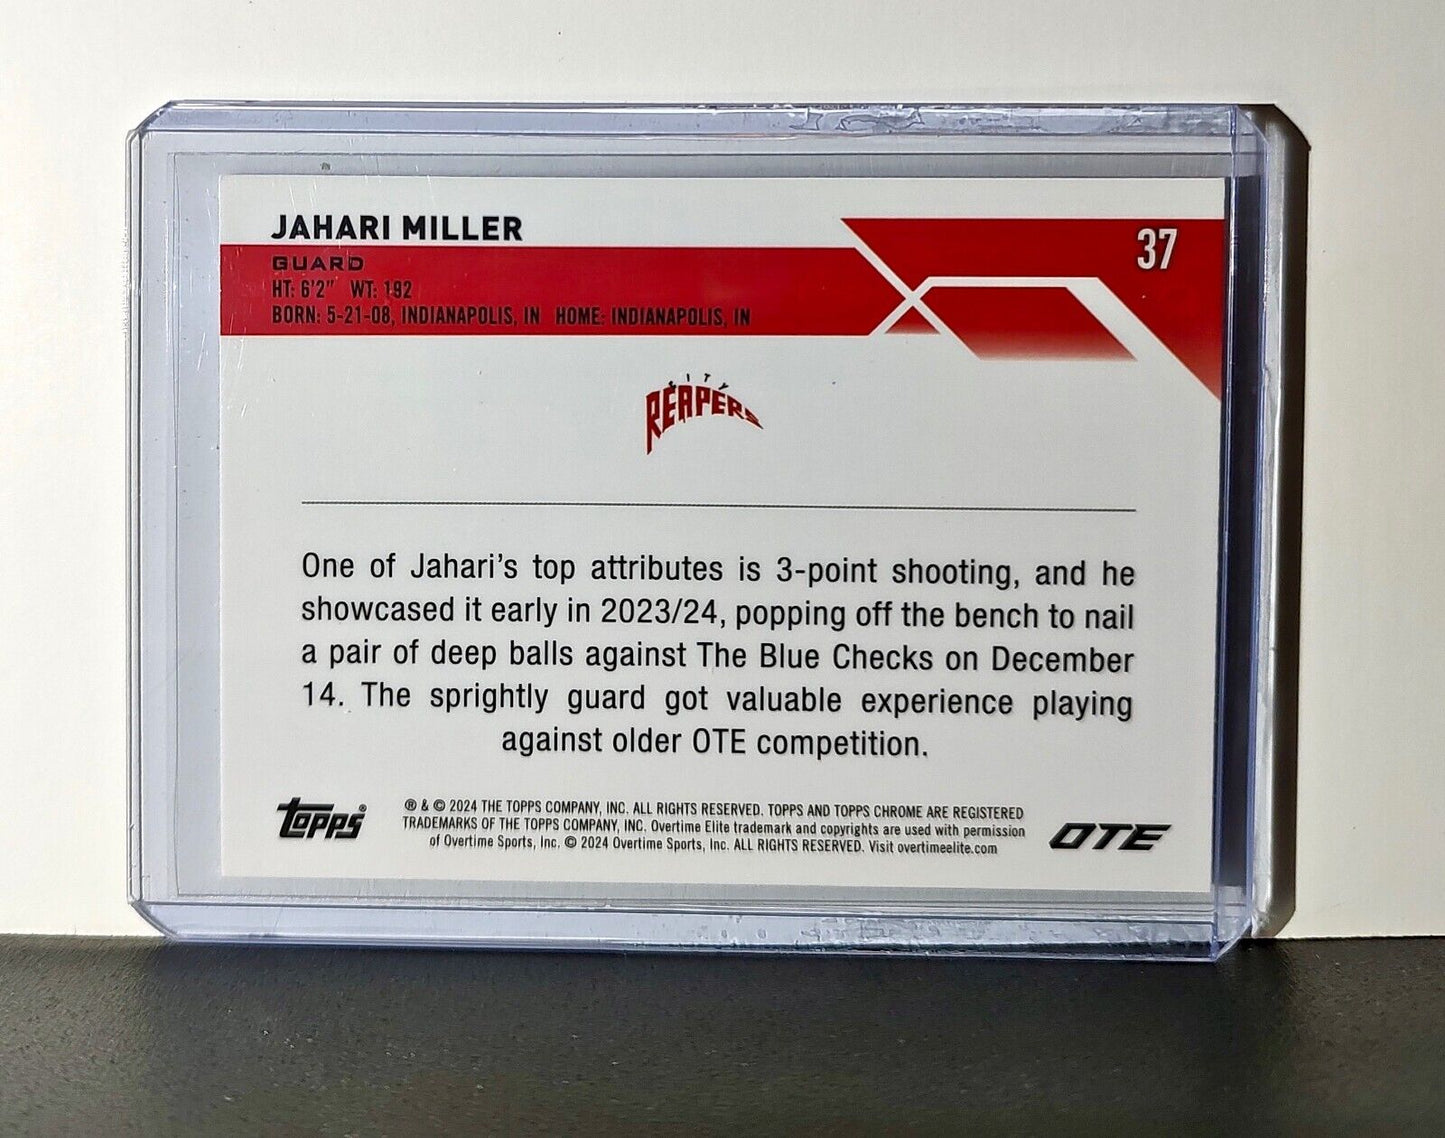 JAHARI MILLER
37
GUARD
HT: 6'2" WT: 192
BORN: 5-21-08, INDIANAPOLIS, IN HOME: INDIANAPOLIS, IN
CITY
REAPERS
One of Jahari's top attributes is 3-point shooting, and he
showcased it early in 2023/24, popping off the bench to nail
a pair of deep balls against The Blue Checks on December
14. The sprightly guard got valuable experience playing
against older OTE competition.
topps®
® & © 2024 THE TOPPS COMPANY, INC. ALL RIGHTS RESERVED. TOPPS AND TOPPS CHROME ARE REGISTERED
TRADEMARKS OF THE TOPPS COMPANY, INC. Overtime Elite trademark and copyrights are used with permission
of Overtime Sports, Inc. © 2024 Overtime Sports, Inc. ALL RIGHTS RESERVED. Visit overtimeelite.com
OTE